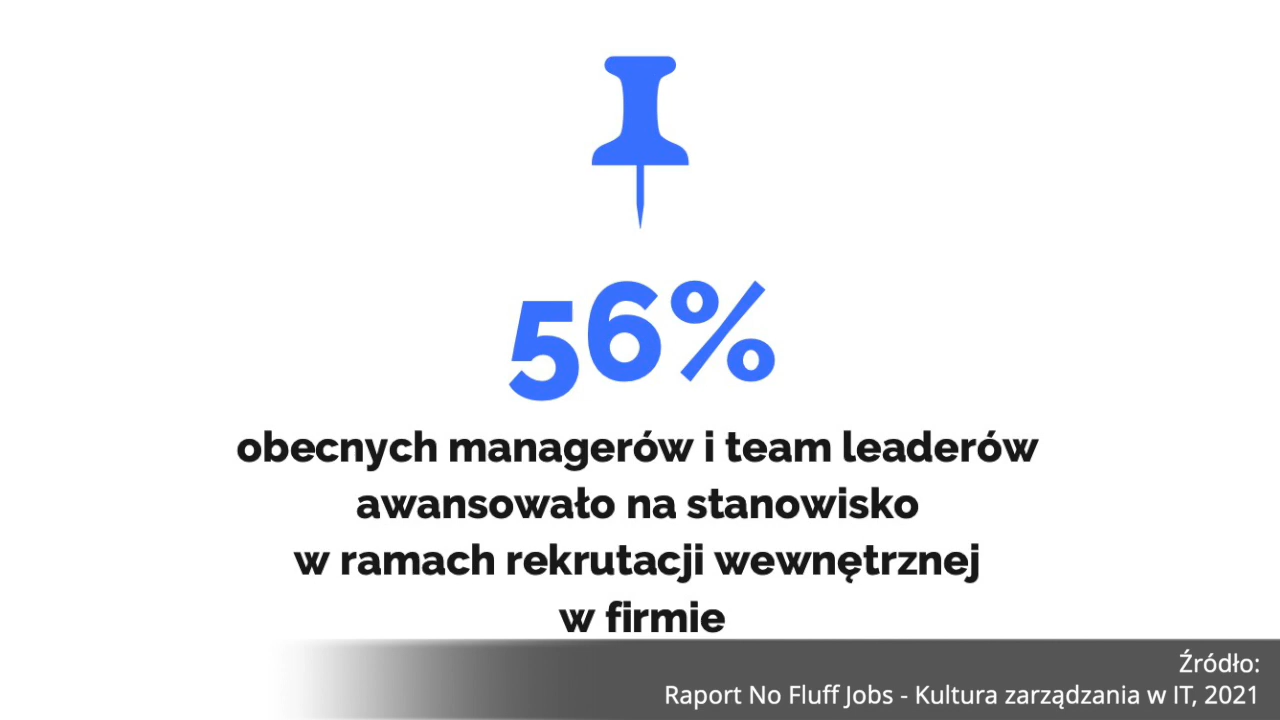 56%
obecnych managerów i team leaderów
awansowało na stanowisko
w ramach rekrutacji wewnętrznej
w firmie
Źródło:
Raport No Fluff Jobs - Kultura zarządzania w IT, 2021